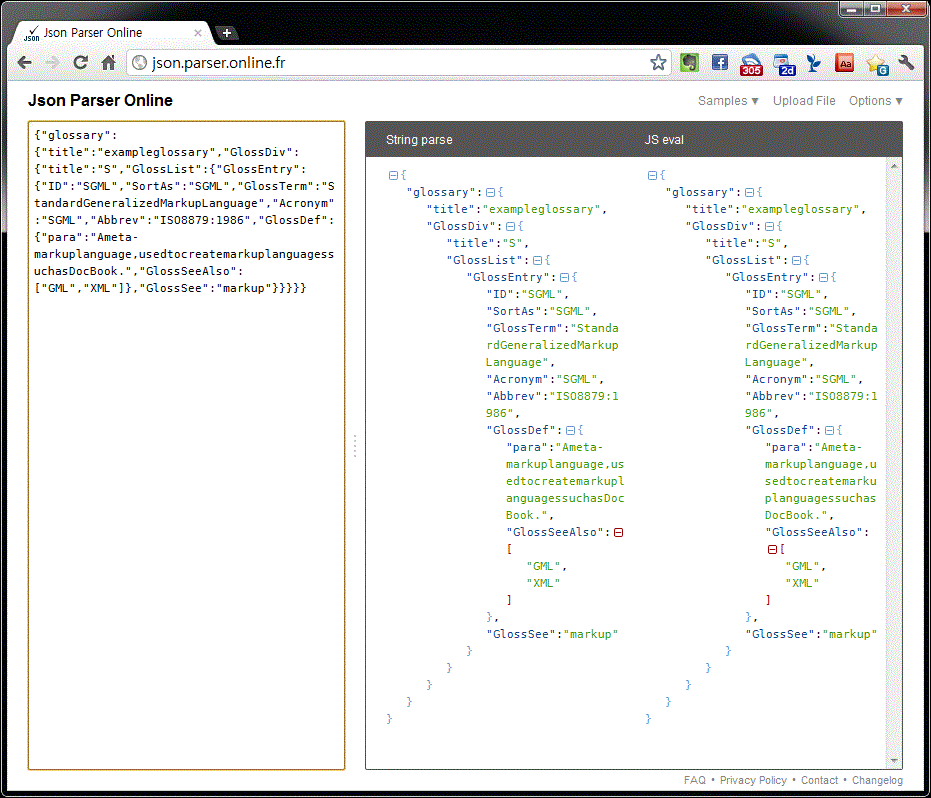 Json Parser Online
json.parser.online.fr
305
2d
Aa
G
Json Parser Online
Samples ▼ Upload File Options ▼
{"glossary":
{"title":"exampleglossary","GlossDiv":
{"title":"S","GlossList":{"GlossEntry":
{"ID":"SGML","SortAs":"SGML","GlossTerm":"S
tandardGeneralizedMarkupLanguage","Acronym"
:"SGML","Abbrev":"ISO8879:1986","GlossDef":
{"para":"Ameta-
markuplanguage,usedtocreatemarkuplanguagess
uchasDocBook.","GlossSeeAlso":
["GML","XML"]},"GlossSee":"markup"}}}}}
String parse
{
"glossary":{
"title":"exampleglossary",
"GlossDiv":{
"title":"S",
"GlossList":{
"GlossEntry":{
"ID":"SGML",
"SortAs":"SGML",
"GlossTerm":"Standa
rdGeneralizedMarkup
Language",
"Acronym":"SGML",
"Abbrev":"ISO8879:1
986",
"GlossDef":{
"para":"Ameta-
markuplanguage,us
edtocreatemarkupl
anguagessuchasDoc
Book.",
"GlossSeeAlso":
[
"GML",
"XML"
]
},
"GlossSee":"markup"
}
}
}
}
}
JS eval
{
"glossary":{
"title":"exampleglossary",
"GlossDiv":{
"title":"S",
"GlossList":{
"GlossEntry":{
"ID":"SGML",
"SortAs":"SGML",
"GlossTerm":"Standa
rdGeneralizedMarkup
Language",
"Acronym":"SGML",
"Abbrev":"ISO8879:1
986",
"GlossDef":{
"para":"Ameta-
markuplanguage,u
sedtocreatemarku
planguagessuchas
DocBook.",
"GlossSeeAlso":
[
"GML",
"XML"
]
},
"GlossSee":"markup"
}
}
}
}
}
FAQ • Privacy Policy • Contact • Changelog